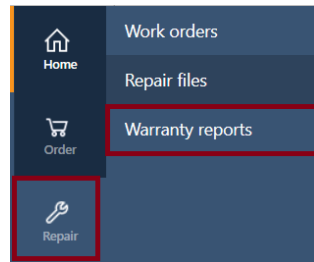 Home
Order
Repair
Work orders
Repair files
Warranty reports